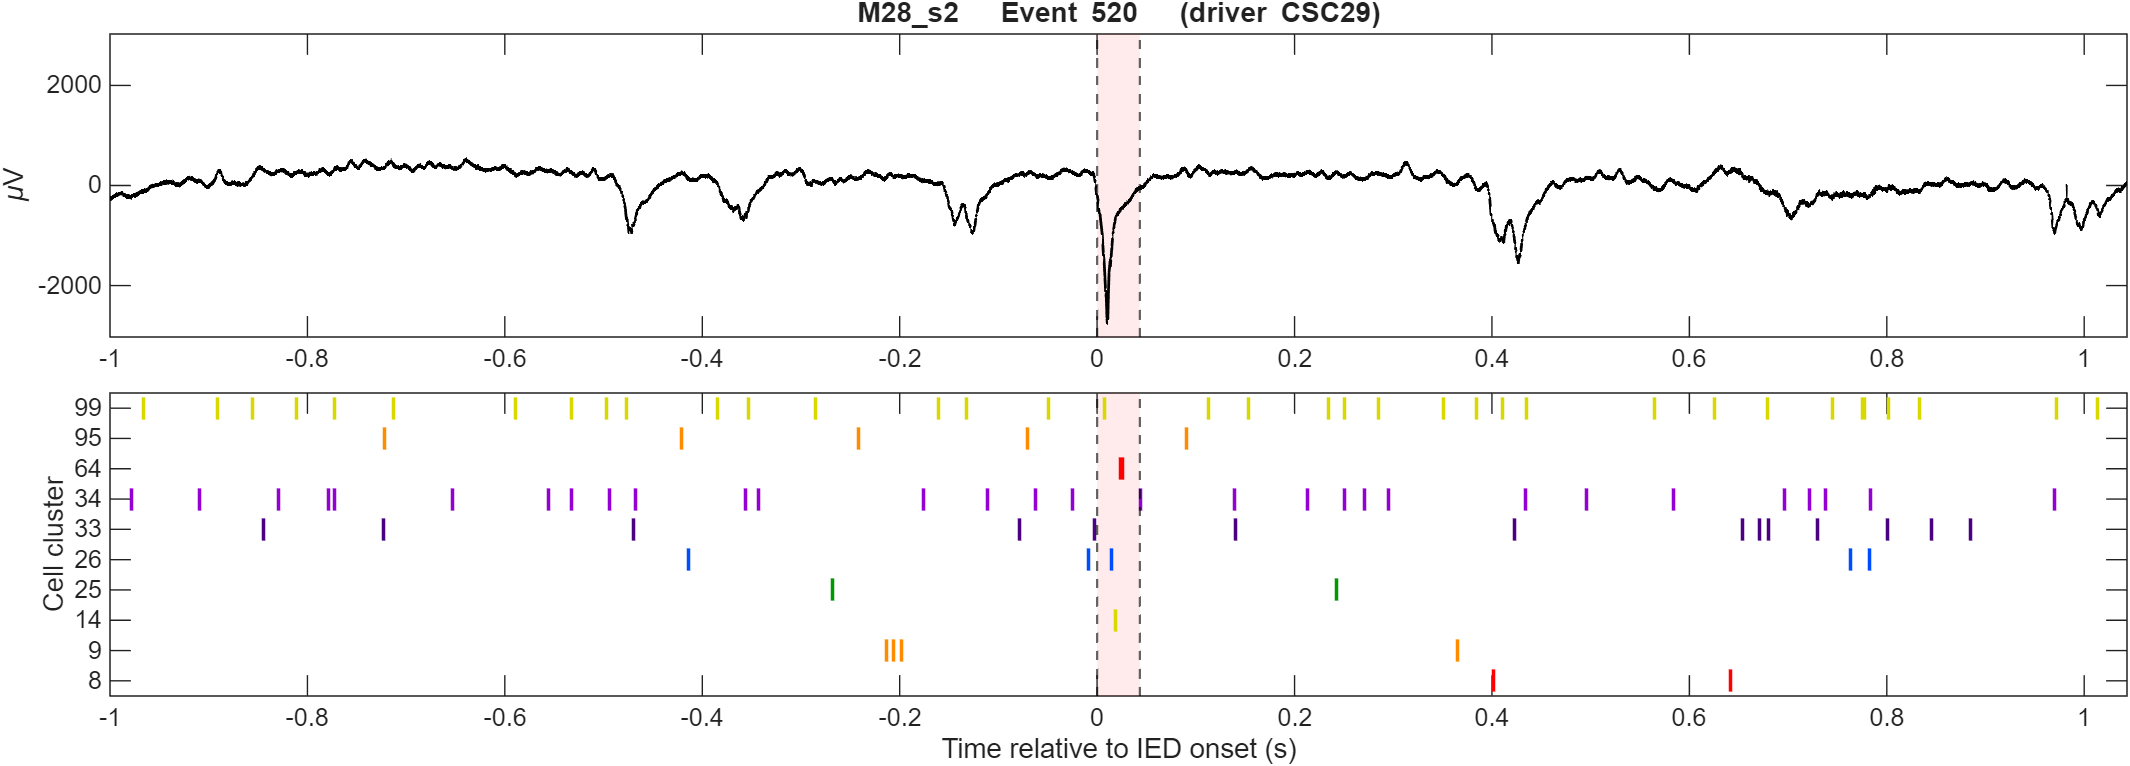 M28_s2 Event 520 (driver CSC29)
2000
0
-2000
µV
-1 -0.8 -0.6 -0.4 -0.2 0 0.2 0.4 0.6 0.8 1
99
95
64
34
33
26
25
14
9
8
Cell cluster
-1 -0.8 -0.6 -0.4 -0.2 0 0.2 0.4 0.6 0.8 1
Time relative to IED onset (s)